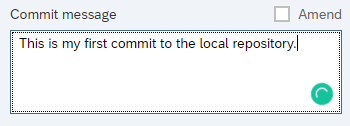 Commit message
Amend
This is my first commit to the local repository.